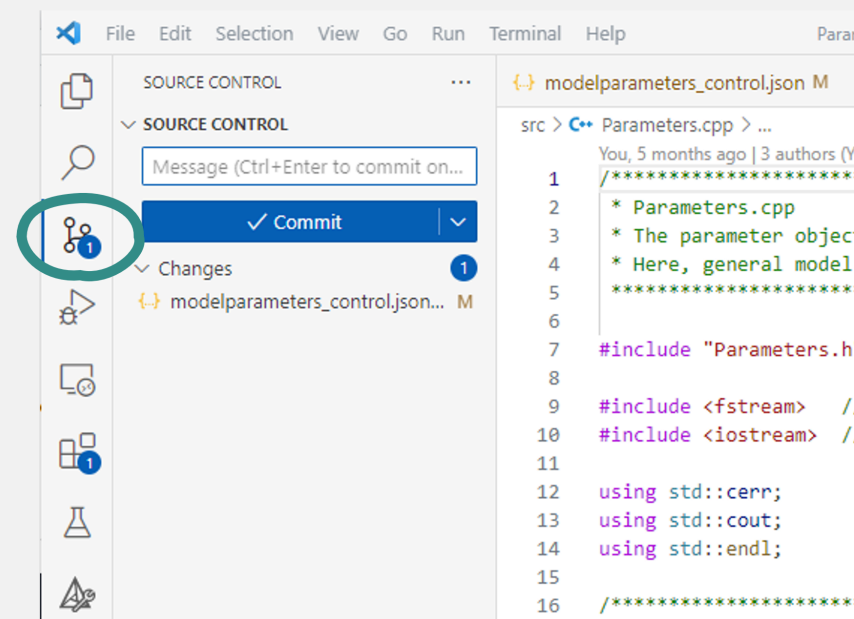 File Edit Selection View Go Run Terminal Help Para
SOURCE CONTROL ...
SOURCE CONTROL
Message (Ctrl+Enter to commit on...
1
Commit
Changes 1
{..} modelparameters_control.json... M
1
{..} modelparameters_control.json M
src > C++ Parameters.cpp > ...
You, 5 months ago | 3 authors (Y
1 /*********************
2 * Parameters.cpp
3 * The parameter objec
4 * Here, general model
5 *********************
6
7 #include "Parameters.h
8
9 #include <fstream> /
10 #include <iostream> /
11
12 using std::cerr;
13 using std::cout;
14 using std::endl;
15
16 /*********************